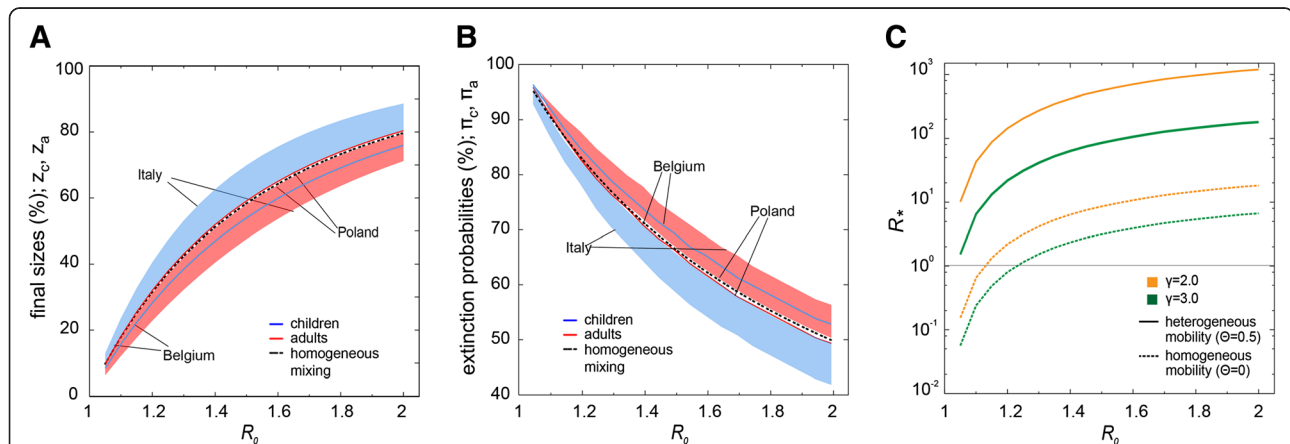 A
final sizes (%); z_c, z_a
100
80
60
40
20
0
Italy
Poland
Belgium
children
adults
homogeneous
mixing
1 1.2 1.4 1.6 1.8 2
R_0
B
extinction probabilities (%); π_c, π_a
100
90
80
70
60
50
40
Belgium
Poland
Italy
children
adults
homogeneous
mixing
1 1.2 1.4 1.6 1.8 2
R_0
C
R_*
10^3
10^2
10^1
10^0
10^-1
10^-2
γ=2.0
γ=3.0
heterogeneous
mobility (Θ=0.5)
homogeneous
mobility (Θ=0)
1 1.2 1.4 1.6 1.8 2
R_0